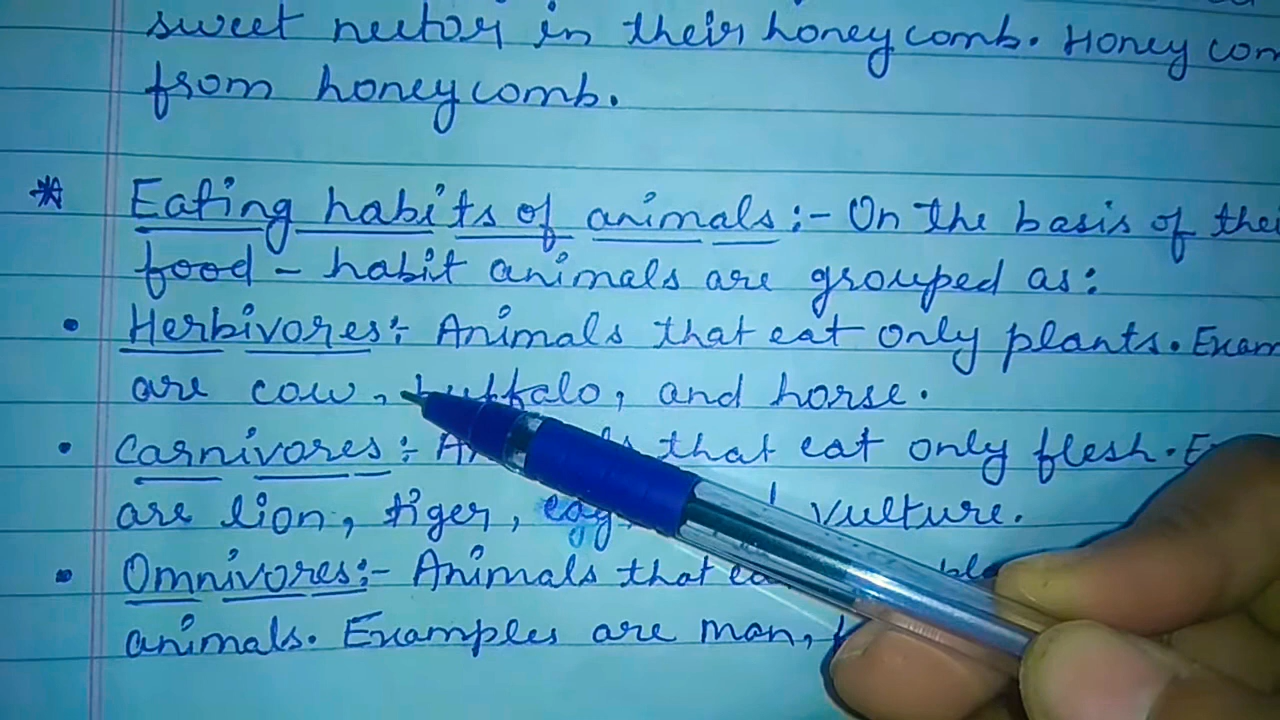 sweet nector in their honeycomb. Honey com
from honeycomb.
* Eating habits of animals :- On the basis of thei
food - habit animals are grouped as:
• Herbivores :- Animals that eat only plants. Exam
are cow, buffalo, and horse.
• Carnivores :- that eat only flesh. E
are lion, tiger, vulture.
• Omnivores :- Animals that
animals. Examples are man,